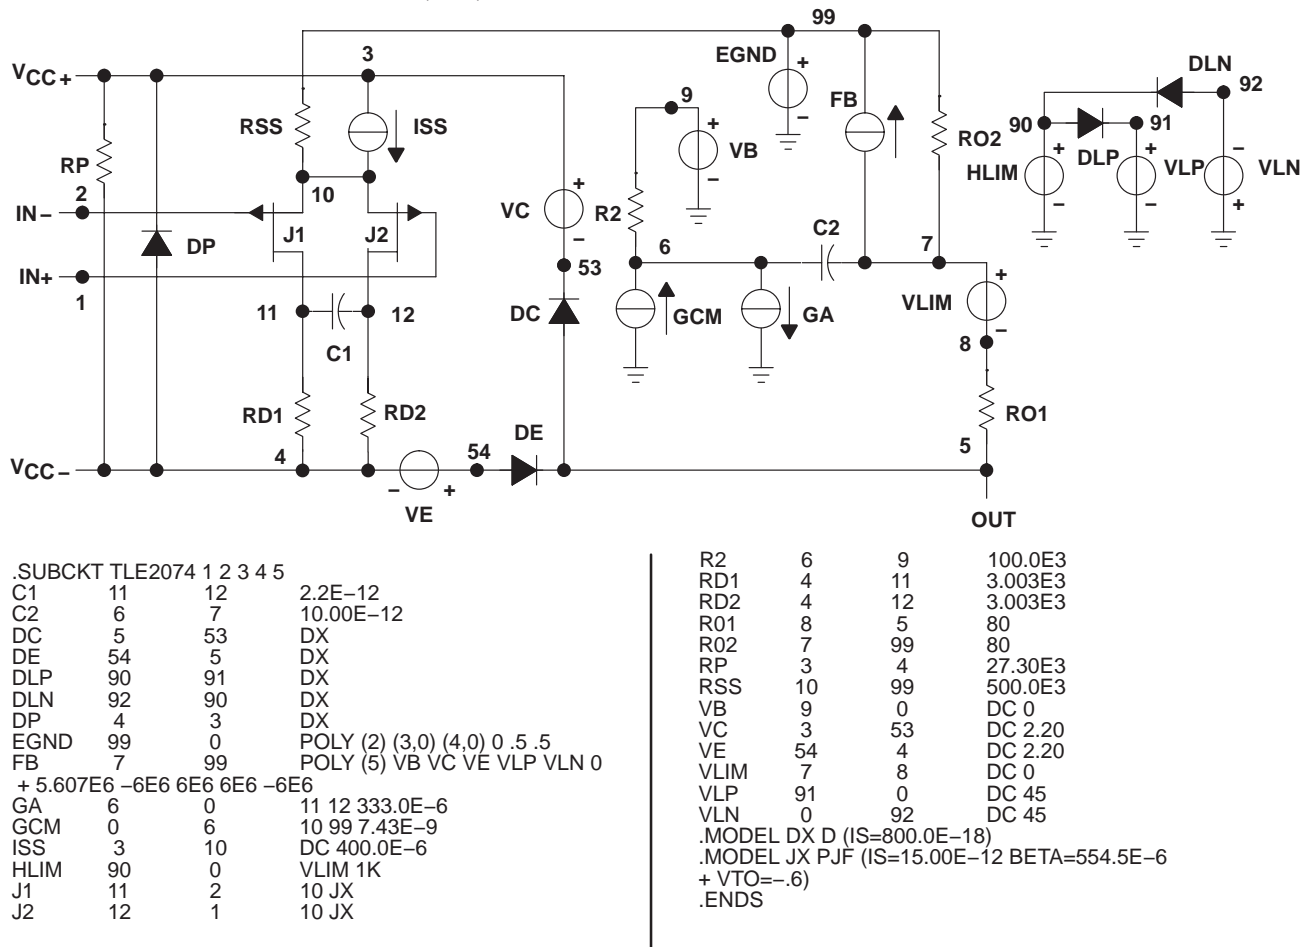 99
3
VCC+
EGND
+
−
DLN
92
FB
RSS
ISS
9
+
VB
−
RO2
90
91
RP
10
DLP
+
HLIM
−
+
VLP
−
−
VLN
+
2
IN−
+
VC
−
R2
C2
DP
J1
J2
6
7
IN+
1
53
+
VLIM
−
GCM
GA
11
12
DC
8
C1
RD1
RD2
RO1
DE
4
54
5
VCC−
−
+
VE
OUT
.SUBCKT TLE2074 1 2 3 4 5
C1 11 12 2.2E−12
C2 6 7 10.00E−12
DC 5 53 DX
DE 54 5 DX
DLP 90 91 DX
DLN 92 90 DX
DP 4 3 DX
EGND 99 0 POLY (2) (3,0) (4,0) 0 .5 .5
FB 7 99 POLY (5) VB VC VE VLP VLN 0
+ 5.607E6 −6E6 6E6 6E6 −6E6
GA 6 0 11 12 333.0E−6
GCM 0 6 10 99 7.43E−9
ISS 3 10 DC 400.0E−6
HLIM 90 0 VLIM 1K
J1 11 2 10 JX
J2 12 1 10 JX
R2 6 9 100.0E3
RD1 4 11 3.003E3
RD2 4 12 3.003E3
R01 8 5 80
R02 7 99 80
RP 3 4 27.30E3
RSS 10 99 500.0E3
VB 9 0 DC 0
VC 3 53 DC 2.20
VE 54 4 DC 2.20
VLIM 7 8 DC 0
VLP 91 0 DC 45
VLN 0 92 DC 45
.MODEL DX D (IS=800.0E−18)
.MODEL JX PJF (IS=15.00E−12 BETA=554.5E−6
+ VTO=−.6)
.ENDS